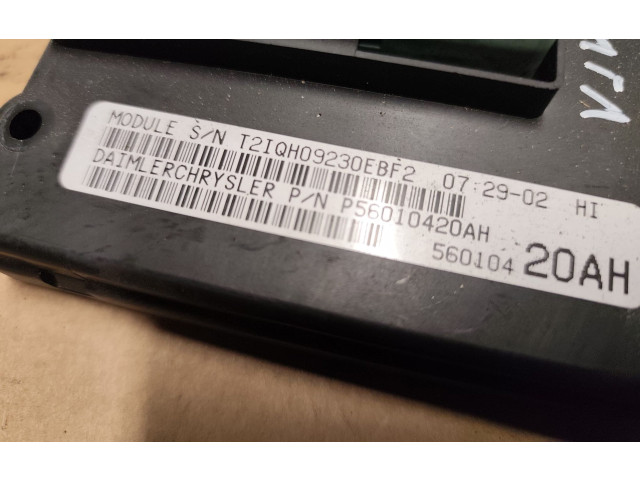 MODULE S/N T2IQH09230EBF2 07-29-02 HI
DAIMLERCHRYSLER P/N P56010420AH
560104 20AH